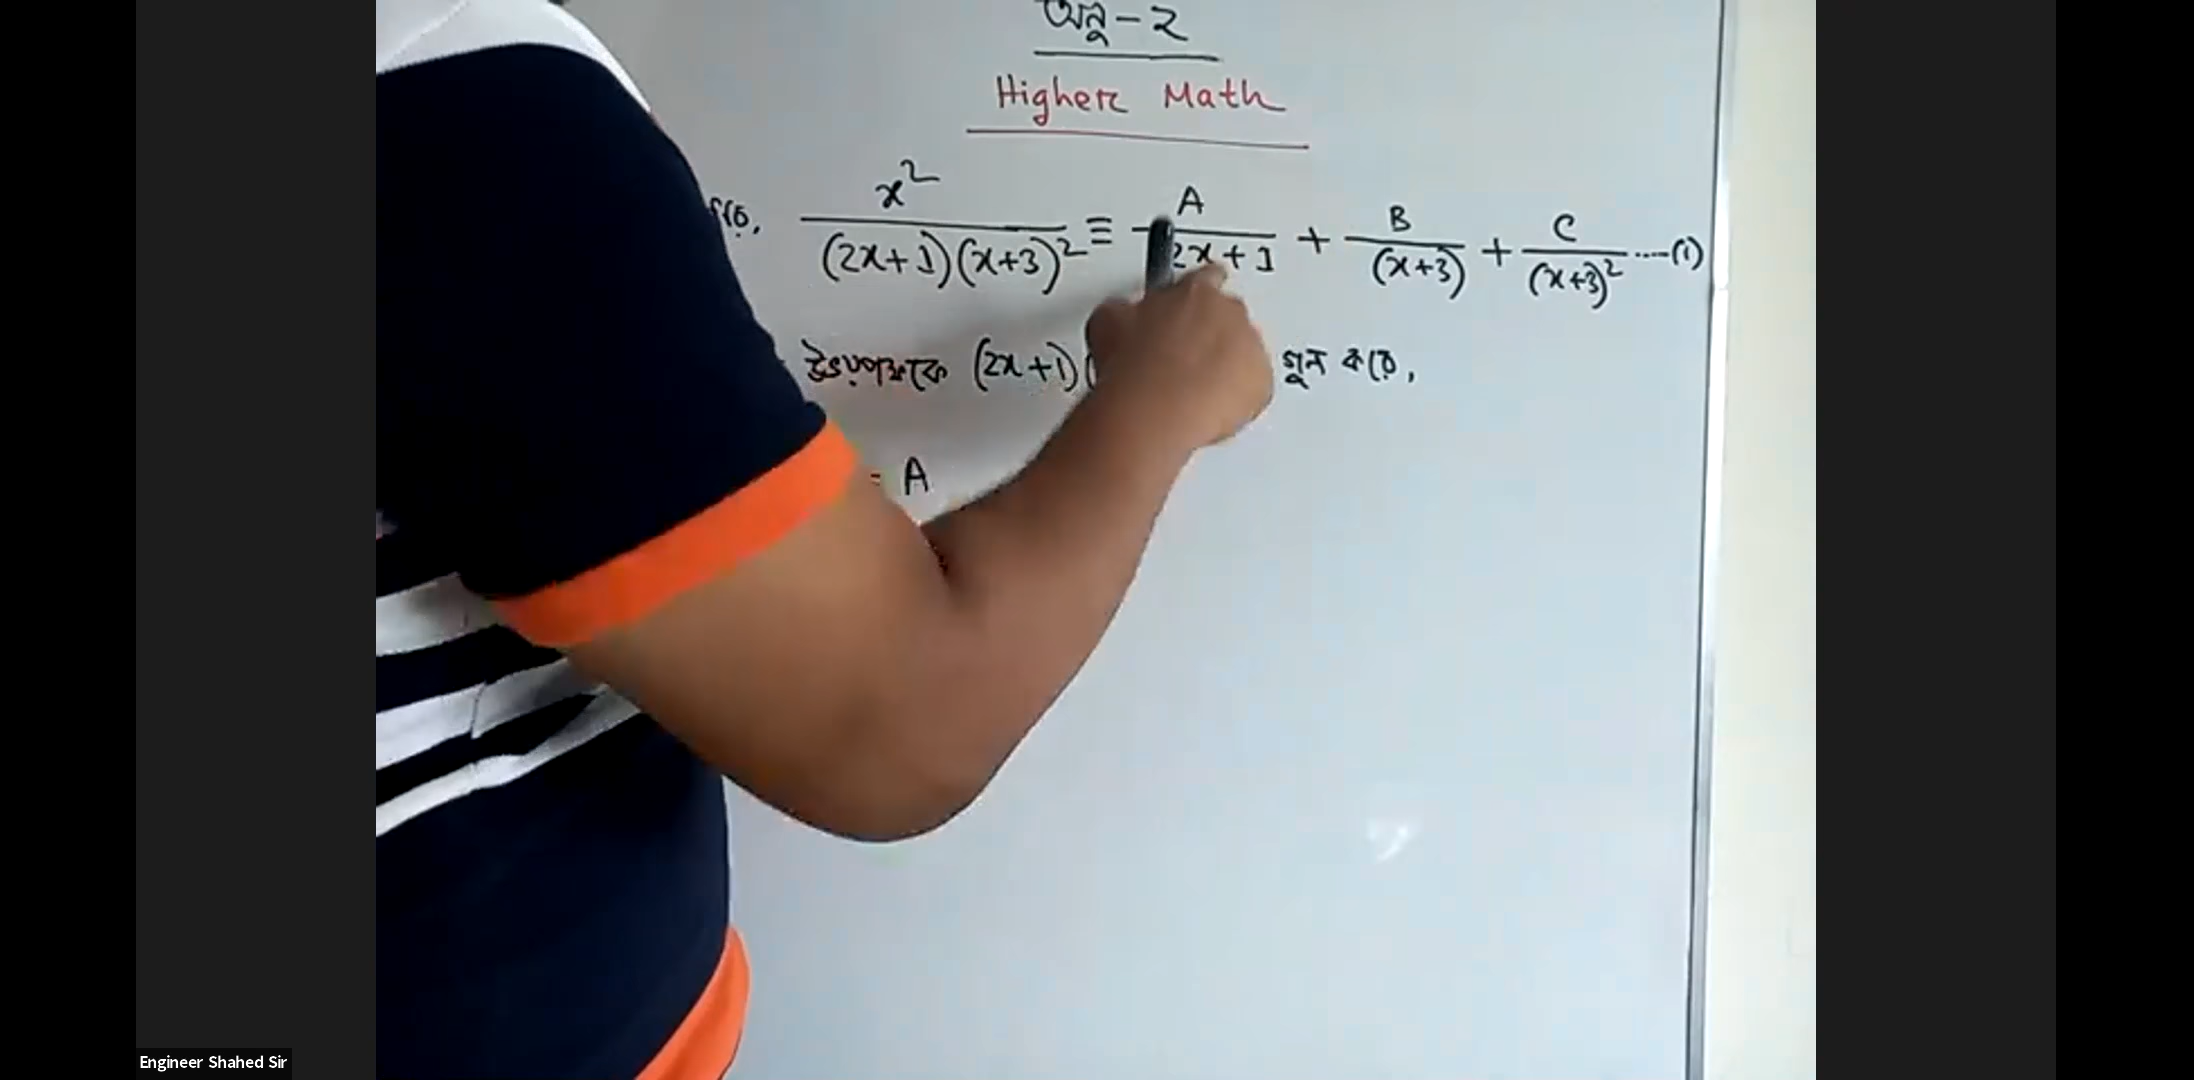 অনু-২
Higher Math
x² / (2x+1)(x+3)² ≡ A / 2x+1 + B / (x+3) + C / (x+3)² ....(1)
উভয়পক্ষকে (2x+1)( গুন করে,
= A
Engineer Shahed Sir